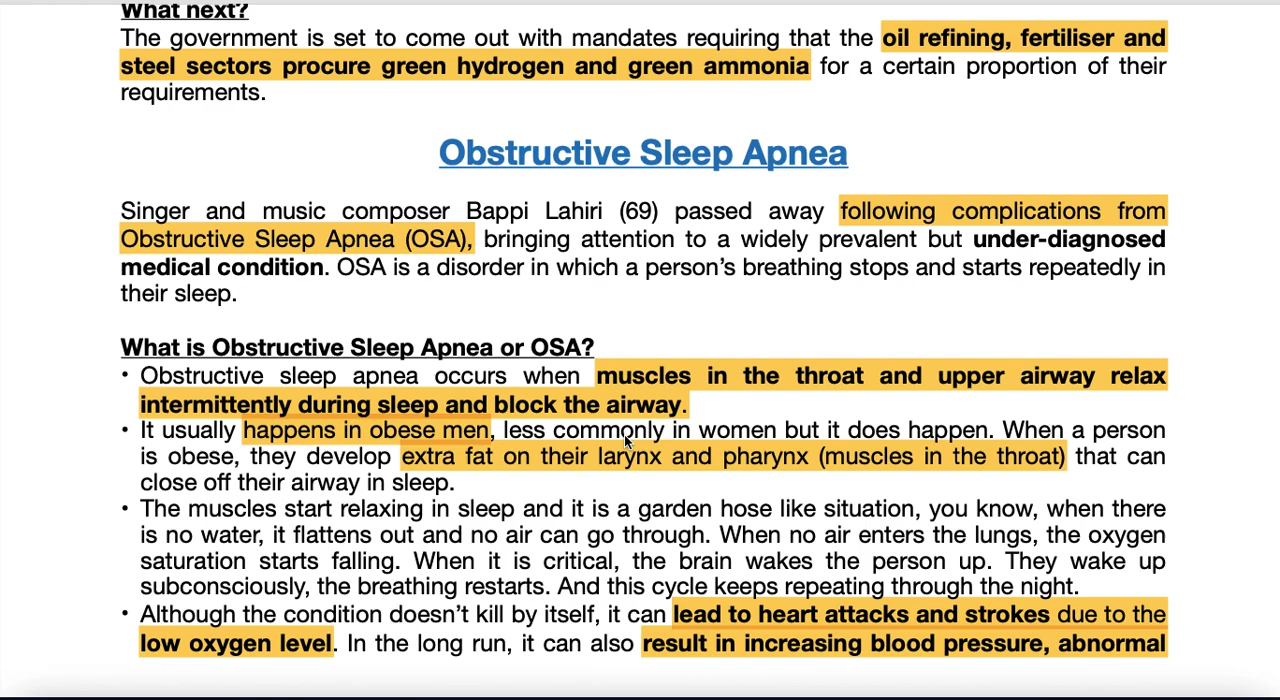 What next?
The government is set to come out with mandates requiring that the oil refining, fertiliser and
steel sectors procure green hydrogen and green ammonia for a certain proportion of their
requirements.
Obstructive Sleep Apnea
Singer and music composer Bappi Lahiri (69) passed away following complications from
Obstructive Sleep Apnea (OSA), bringing attention to a widely prevalent but under-diagnosed
medical condition. OSA is a disorder in which a person's breathing stops and starts repeatedly in
their sleep.
What is Obstructive Sleep Apnea or OSA?
• Obstructive sleep apnea occurs when muscles in the throat and upper airway relax
intermittently during sleep and block the airway.
• It usually happens in obese men, less commonly in women but it does happen. When a person
is obese, they develop extra fat on their larynx and pharynx (muscles in the throat) that can
close off their airway in sleep.
• The muscles start relaxing in sleep and it is a garden hose like situation, you know, when there
is no water, it flattens out and no air can go through. When no air enters the lungs, the oxygen
saturation starts falling. When it is critical, the brain wakes the person up. They wake up
subconsciously, the breathing restarts. And this cycle keeps repeating through the night.
• Although the condition doesn't kill by itself, it can lead to heart attacks and strokes due to the
low oxygen level. In the long run, it can also result in increasing blood pressure, abnormal